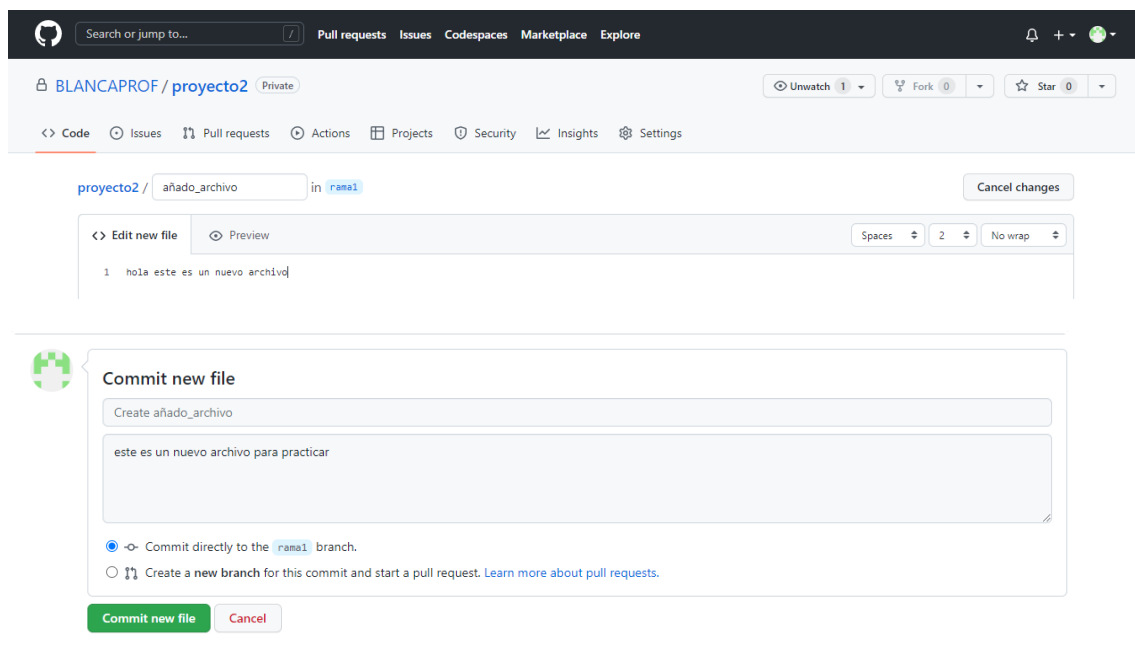 Search or jump to... / Pull requests Issues Codespaces Marketplace Explore
BLANCAPROF / proyecto2 Private Unwatch 1 Fork 0 Star 0
Code Issues Pull requests Actions Projects Security Insights Settings
proyecto2 / añado_archivo in rama1 Cancel changes
<> Edit new file Preview Spaces 2 No wrap
1 hola este es un nuevo archivo
Commit new file
Create añado_archivo
este es un nuevo archivo para practicar
Commit directly to the rama1 branch.
Create a new branch for this commit and start a pull request. Learn more about pull requests.
Commit new file Cancel